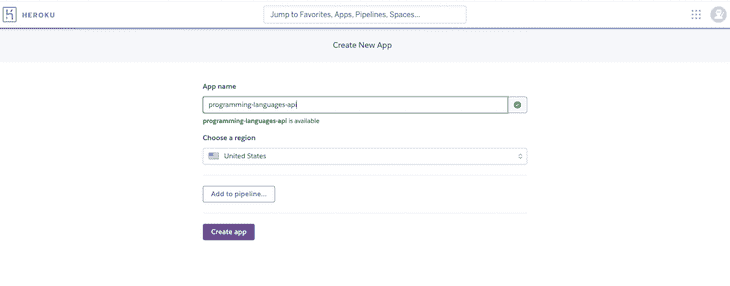 HEROKU
Jump to Favorites, Apps, Pipelines, Spaces...
Create New App
App name
programming-languages-api
programming-languages-api is available
Choose a region
United States
Add to pipeline...
Create app